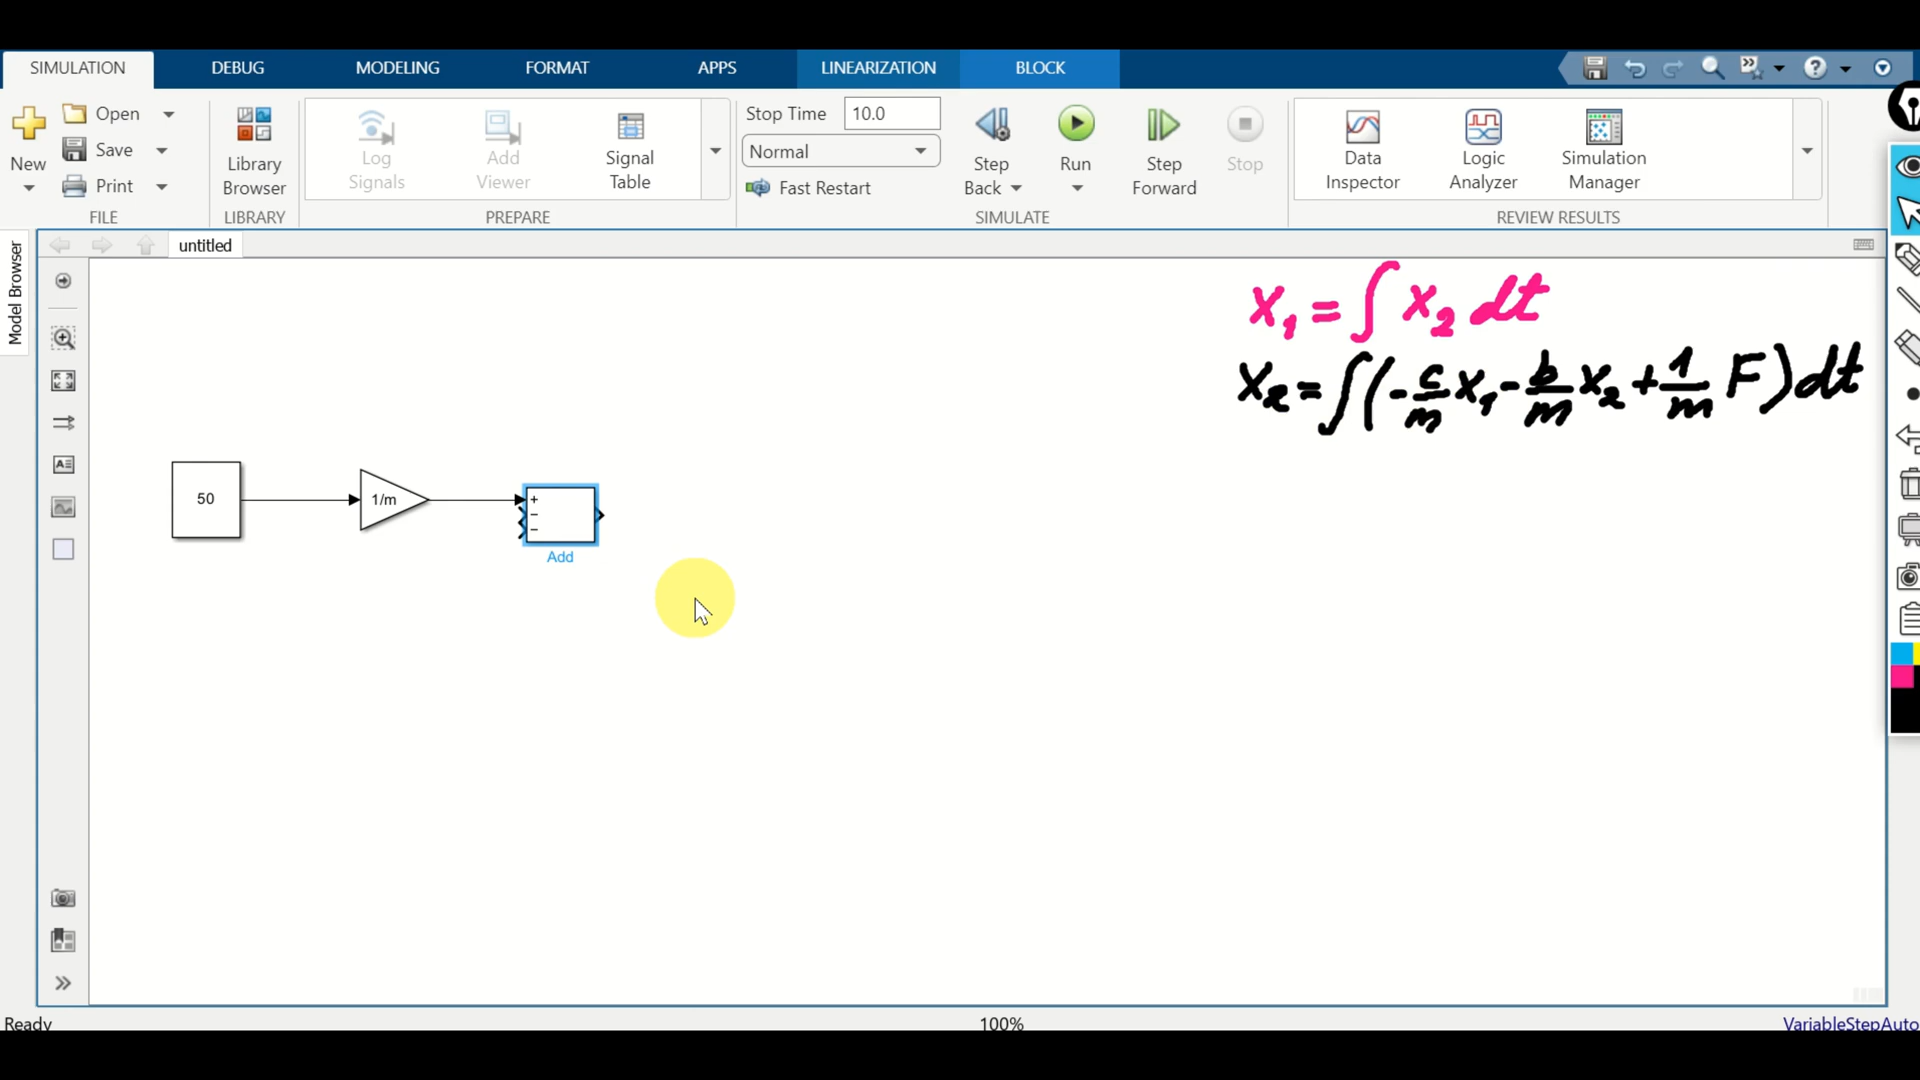 SIMULATION DEBUG MODELING FORMAT APPS LINEARIZATION BLOCK
New Open Save Print FILE
Library Browser LIBRARY
Log Signals Add Viewer Signal Table PREPARE
Stop Time 10.0
Normal
Fast Restart
Step Back Run Step Forward Stop SIMULATE
Data Inspector Logic Analyzer Simulation Manager REVIEW RESULTS
Model Browser
untitled
x₁ = ∫ x₂ dt
x₂ = ∫(-c/m x₁ - b/m x₂ + 1/m F) dt
50 1/m + - -
Add
Ready 100% VariableStepAuto